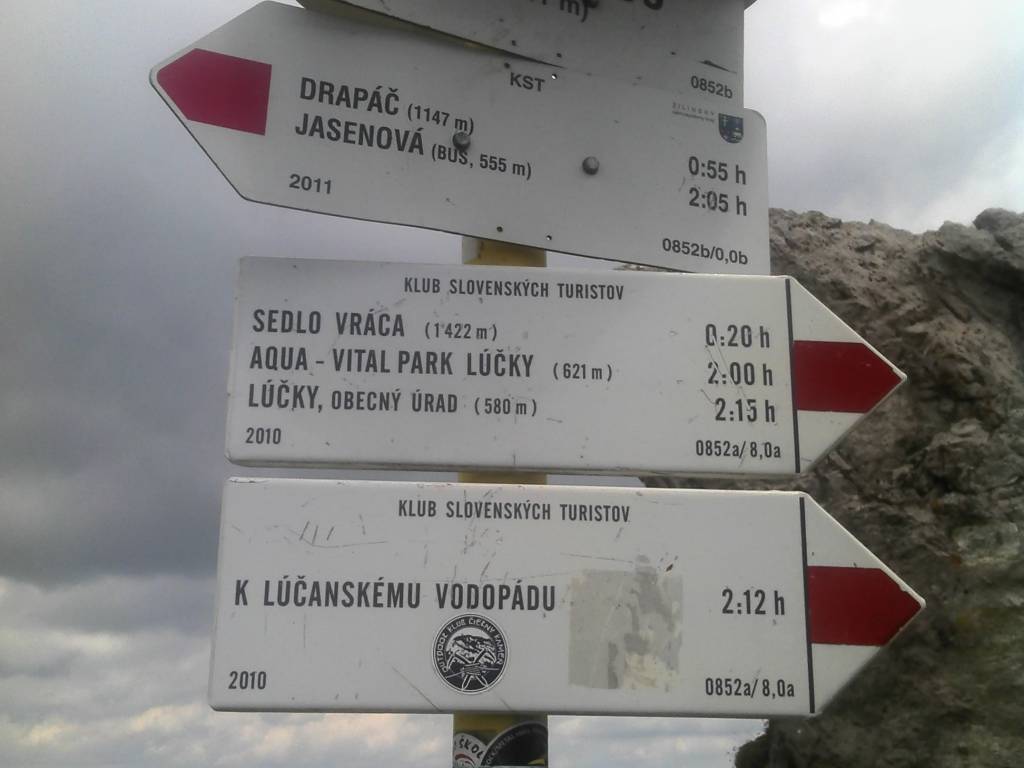 0852b
KST
DRAPÁČ (1147 m)
JASENOVÁ (BUS, 555 m)
ŽILINSKÝ
0:55 h
2:05 h
2011
0852b/0,0b
KLUB SLOVENSKÝCH TURISTOV
SEDLO VRÁCA (1422 m) 0:20 h
AQUA - VITAL PARK LÚČKY (621 m) 2:00 h
LÚČKY, OBECNÝ ÚRAD (580 m) 2:15 h
2010 0852a/8,0a
KLUB SLOVENSKÝCH TURISTOV
K LÚČANSKÉMU VODOPÁDU 2:12 h
2010 0852a/8,0a